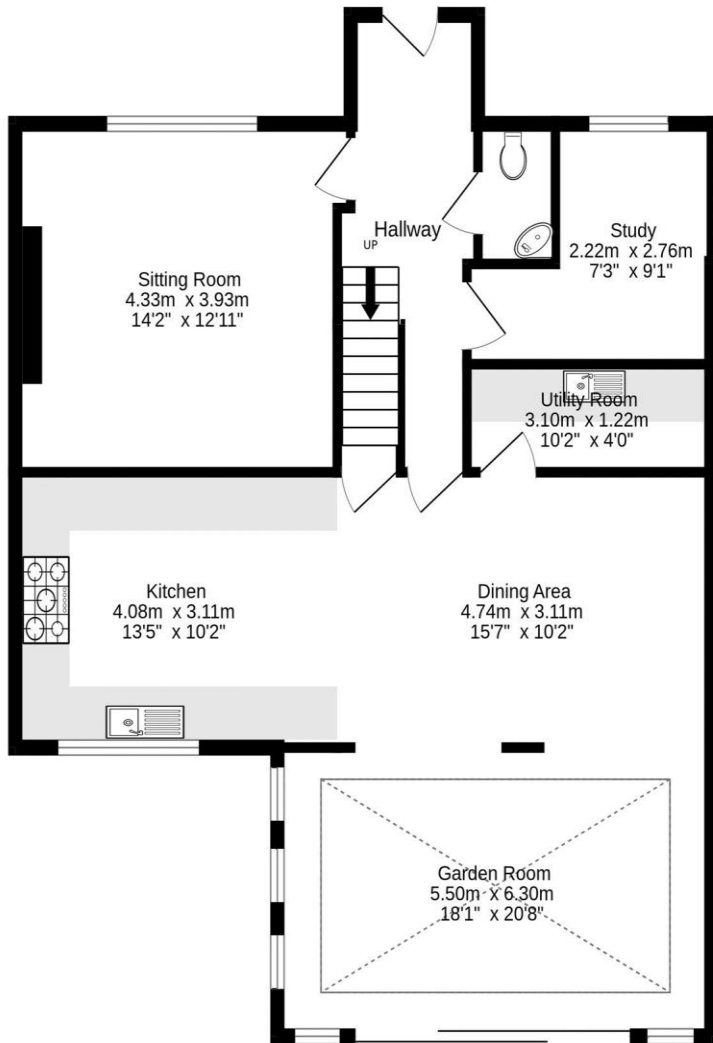 Hallway
UP
Study
2.22m x 2.76m
7'3" x 9'1"
Sitting Room
4.33m x 3.93m
14'2" x 12'11"
Utility Room
3.10m x 1.22m
10'2" x 4'0"
Kitchen
4.08m x 3.11m
13'5" x 10'2"
Dining Area
4.74m x 3.11m
15'7" x 10'2"
Garden Room
5.50m x 6.30m
18'1" x 20'8"